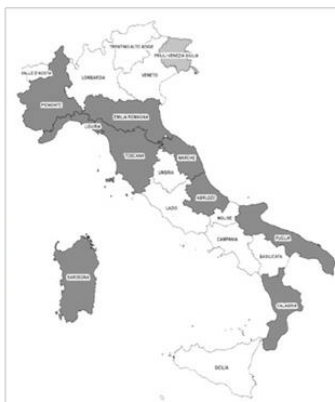 TRENTINO ALTO ADIGE
FRIULI VENEZIA GIULIA
VALLE D'AOSTA
LOMBARDIA
VENETO
PIEMONTE
EMILIA ROMAGNA
LIGURIA
TOSCANA
MARCHE
UMBRIA
LAZIO
ABRUZZO
MOLISE
CAMPANIA
PUGLIA
BASILICATA
SARDEGNA
CALABRIA
SICILIA